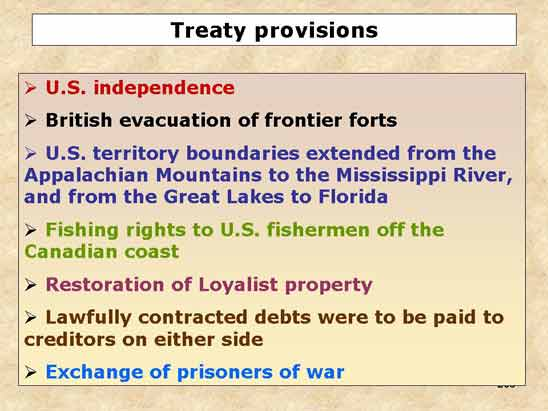 Treaty provisions
➢ U.S. independence
➢ British evacuation of frontier forts
➢ U.S. territory boundaries extended from the
Appalachian Mountains to the Mississippi River,
and from the Great Lakes to Florida
➢ Fishing rights to U.S. fishermen off the
Canadian coast
➢ Restoration of Loyalist property
➢ Lawfully contracted debts were to be paid to
creditors on either side
➢ Exchange of prisoners of war